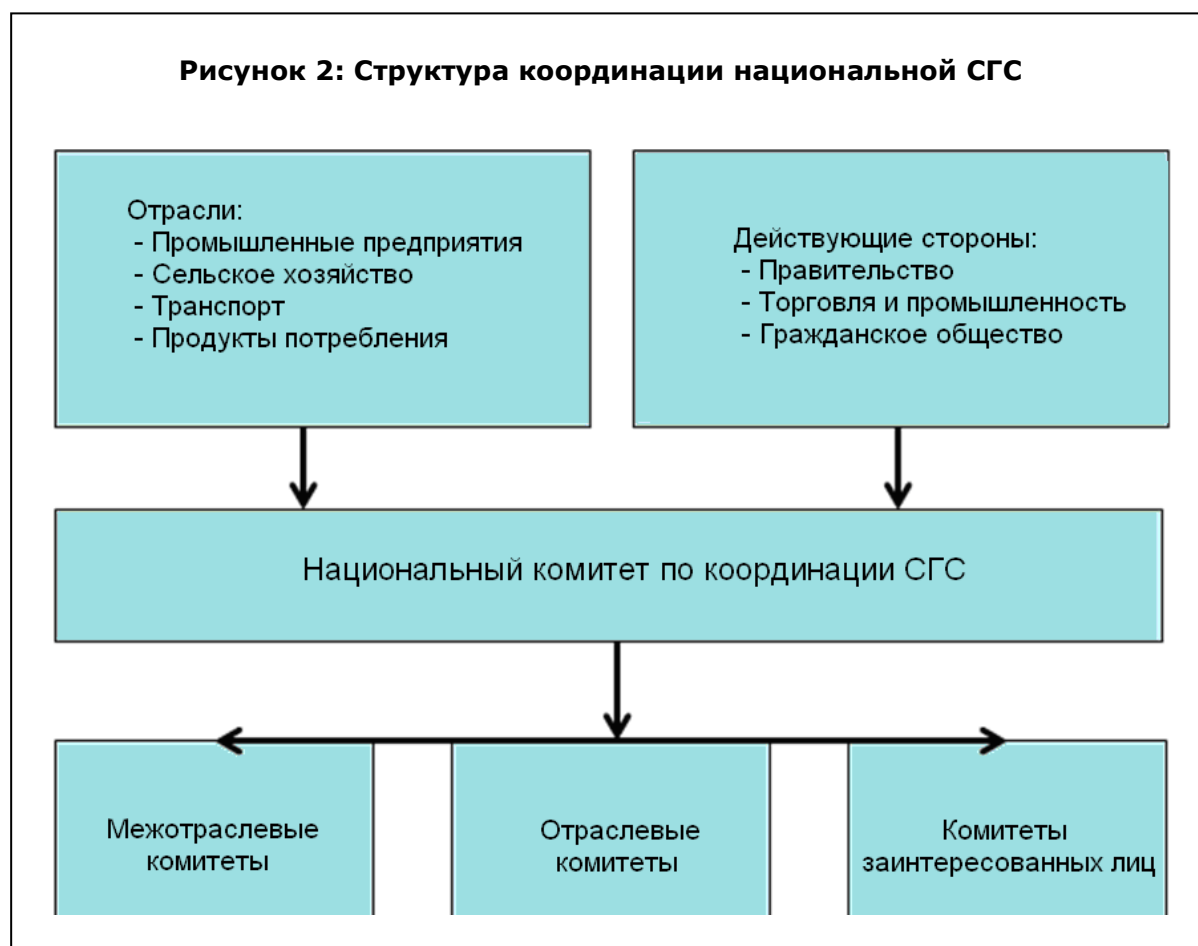 Рисунок 2: Структура координации национальной СГС
Отрасли:
- Промышленные предприятия
- Сельское хозяйство
- Транспорт
- Продукты потребления
Действующие стороны:
- Правительство
- Торговля и промышленность
- Гражданское общество
Национальный комитет по координации СГС
Межотраслевые
комитеты
Отраслевые
комитеты
Комитеты
заинтересованных лиц